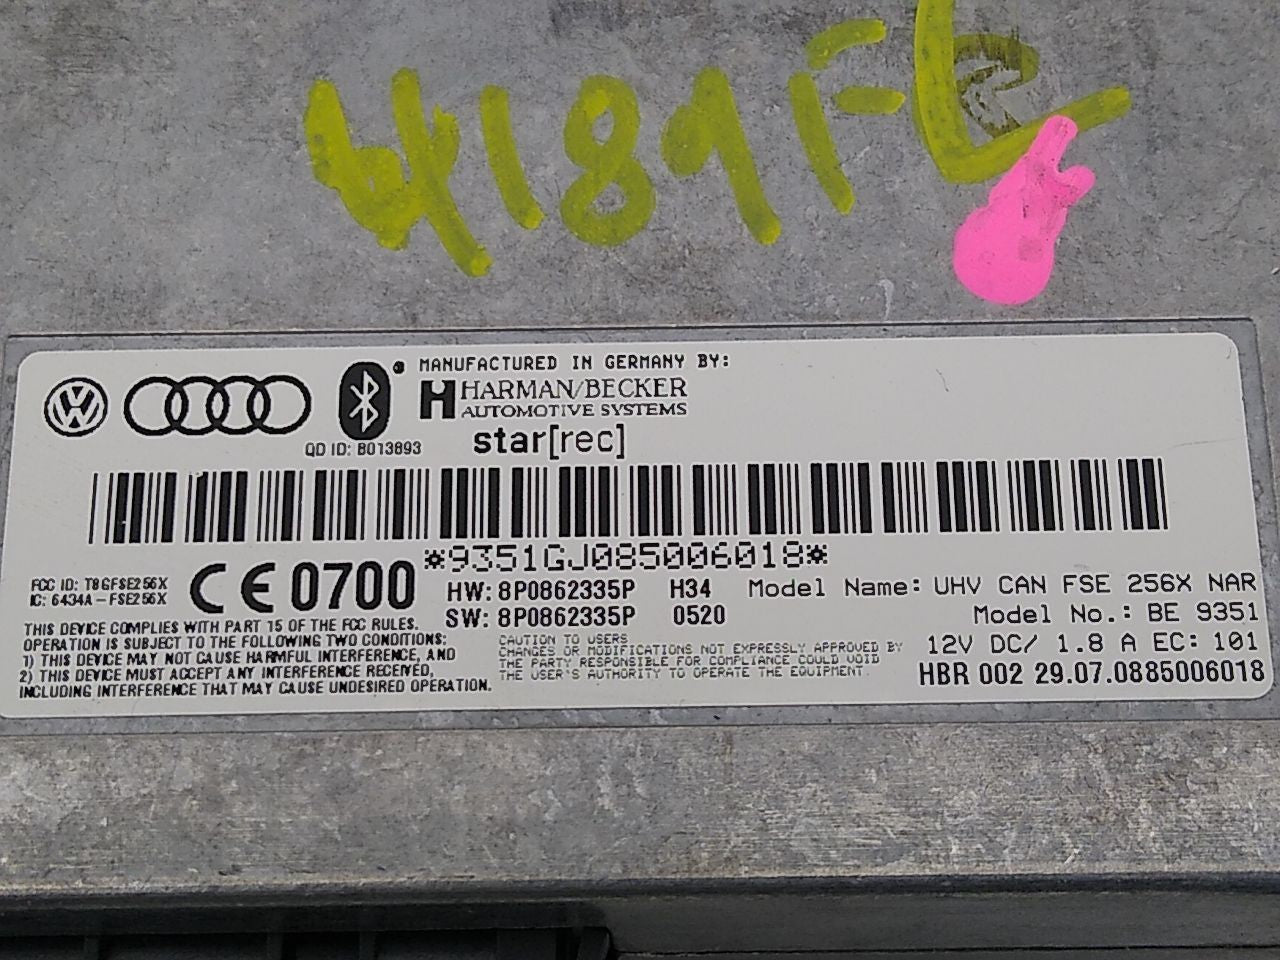 4189FL
MANUFACTURED IN GERMANY BY:
HARMAN/BECKER
AUTOMOTIVE SYSTEMS
QD ID: B013893
star[rec]
*9351GJ085006018*
FCC ID: T8GFSE256X
IC: 6434A-FSE256X
CE 0700
HW: 8P0862335P H34
SW: 8P0862335P 0520
Model Name: UHV CAN FSE 256X NAR
Model No.: BE 9351
12V DC/ 1.8 A EC: 101
HBR 002 29.07.0885006018
THIS DEVICE COMPLIES WITH PART 15 OF THE FCC RULES.
OPERATION IS SUBJECT TO THE FOLLOWING TWO CONDITIONS:
1) THIS DEVICE MAY NOT CAUSE HARMFUL INTERFERENCE, AND
2) THIS DEVICE MUST ACCEPT ANY INTERFERENCE RECEIVED,
INCLUDING INTERFERENCE THAT MAY CAUSE UNDESIRED OPERATION.
CAUTION TO USERS
CHANGES OR MODIFICATIONS NOT EXPRESSLY APPROVED BY
THE PARTY RESPONSIBLE FOR COMPLIANCE COULD VOID
THE USER'S AUTHORITY TO OPERATE THE EQUIPMENT.